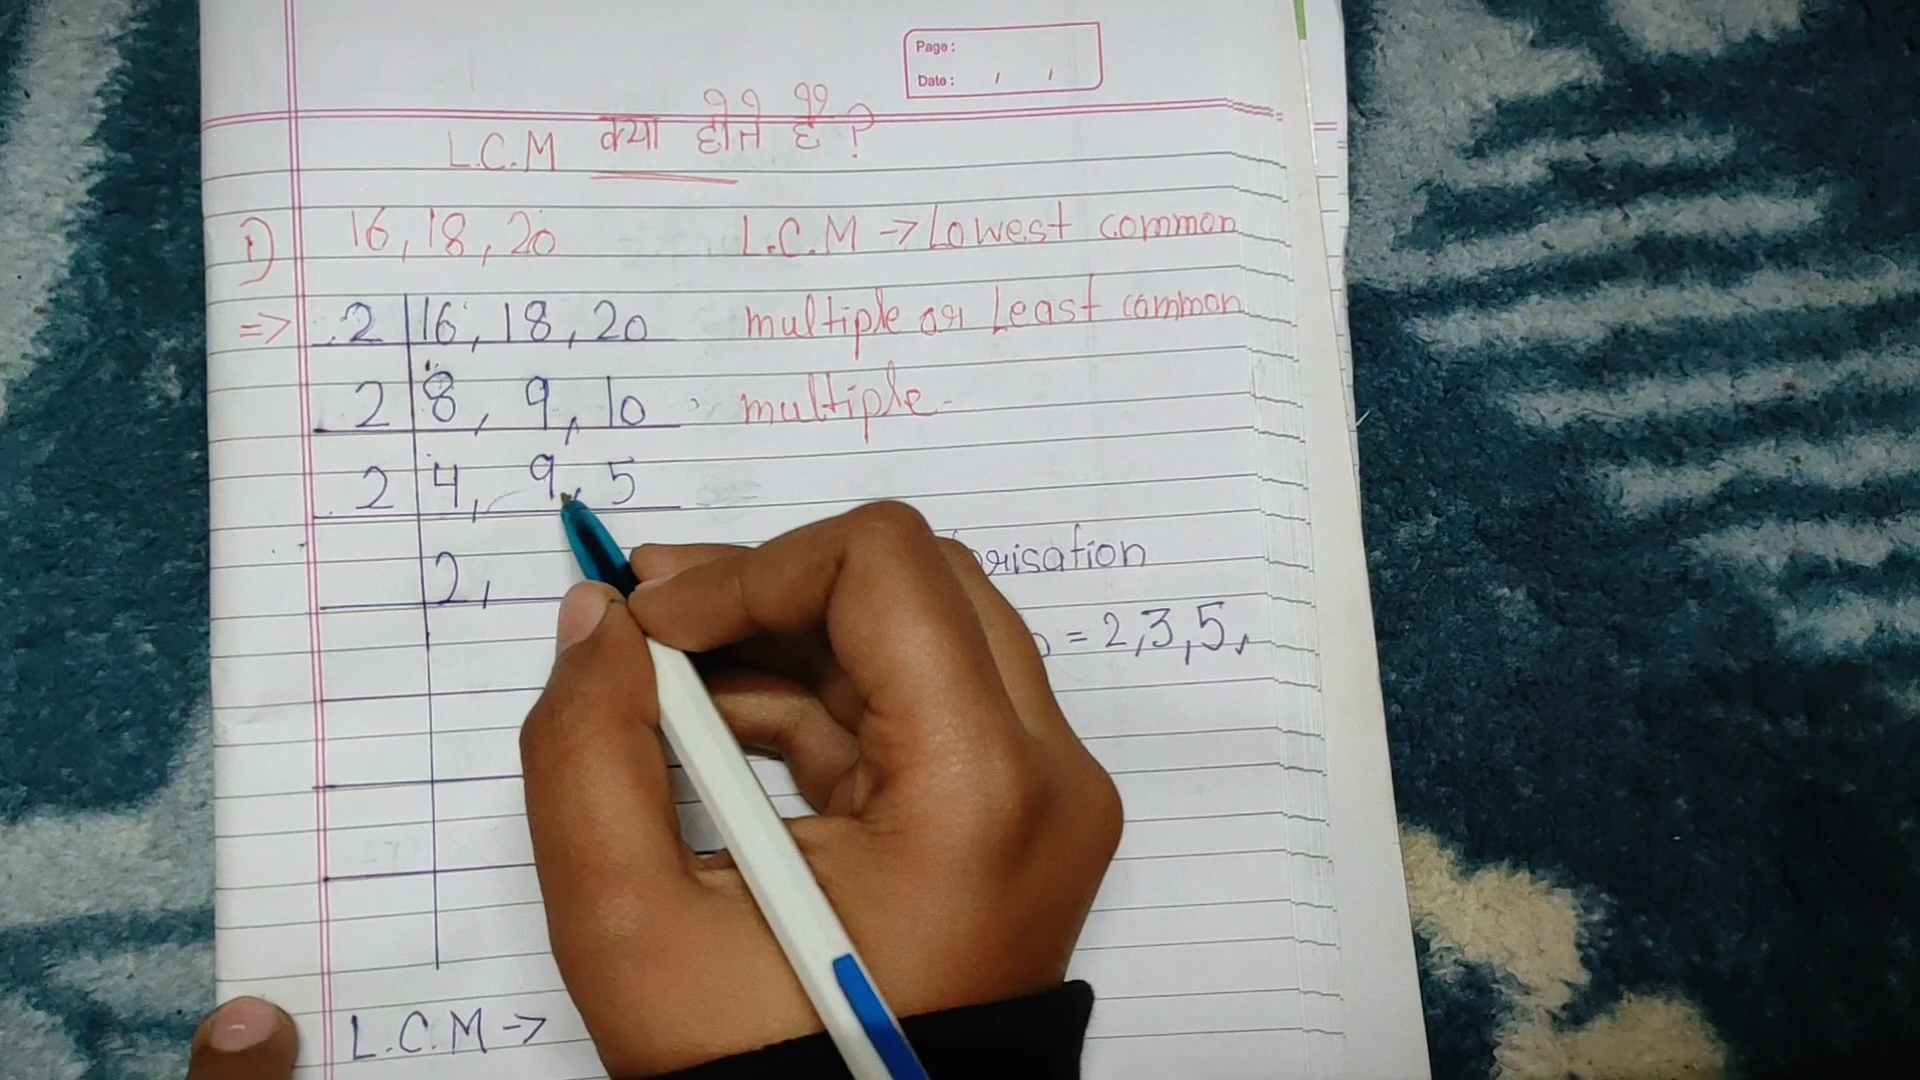 Page :
Date : / /
L.C.M क्या होते है ?
1) 16, 18, 20 L.C.M → Lowest common
=> 2 | 16, 18, 20 multiple or Least common
2 | 8, 9, 10 multiple
2 | 4, 9, 5
2, risation
= 2, 3, 5,
L.C.M →